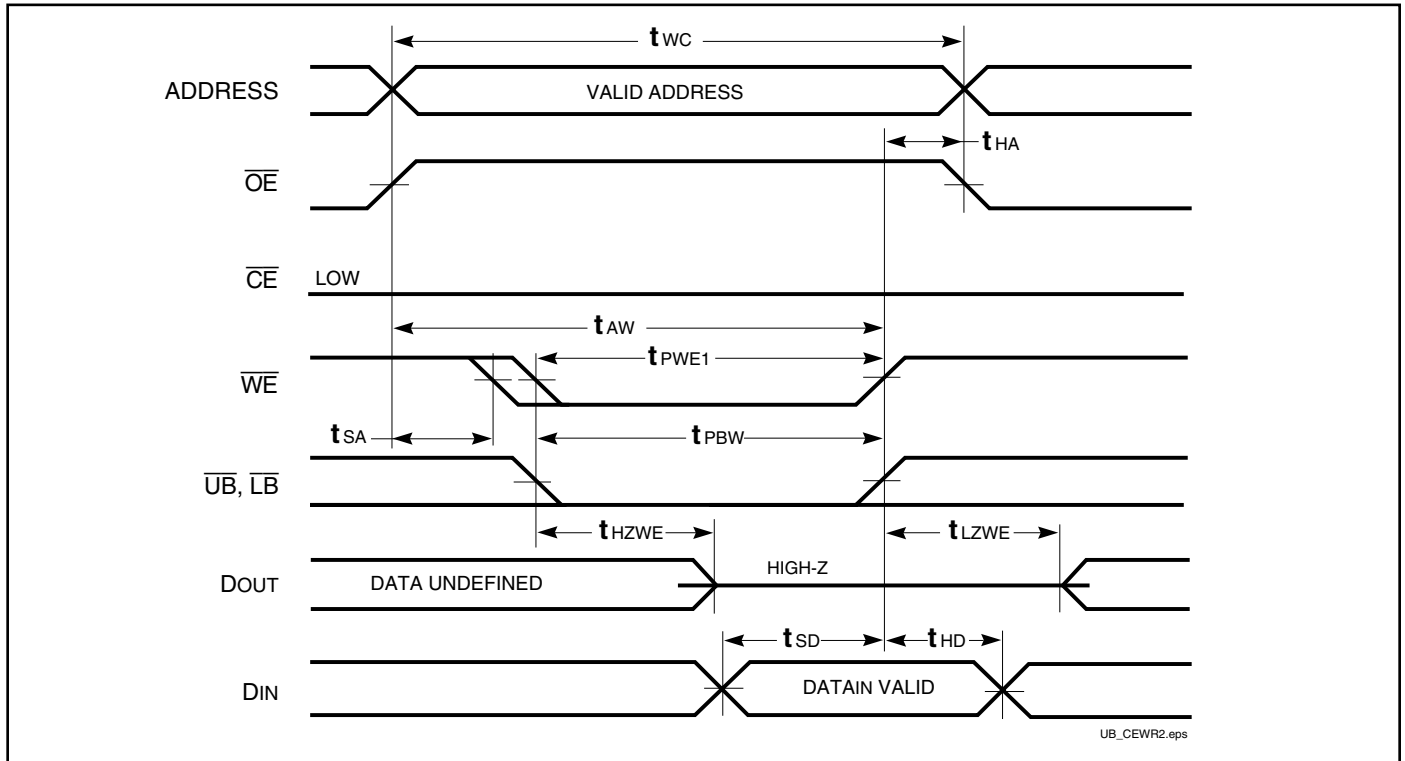 tWC
ADDRESS
VALID ADDRESS
tHA
OE
CE
LOW
tAW
tPWE1
WE
tSA
tPBW
UB, LB
tHZWE
tLZWE
DOUT
DATA UNDEFINED
HIGH-Z
tSD
tHD
DIN
DATAIN VALID
UB_CEWR2.eps